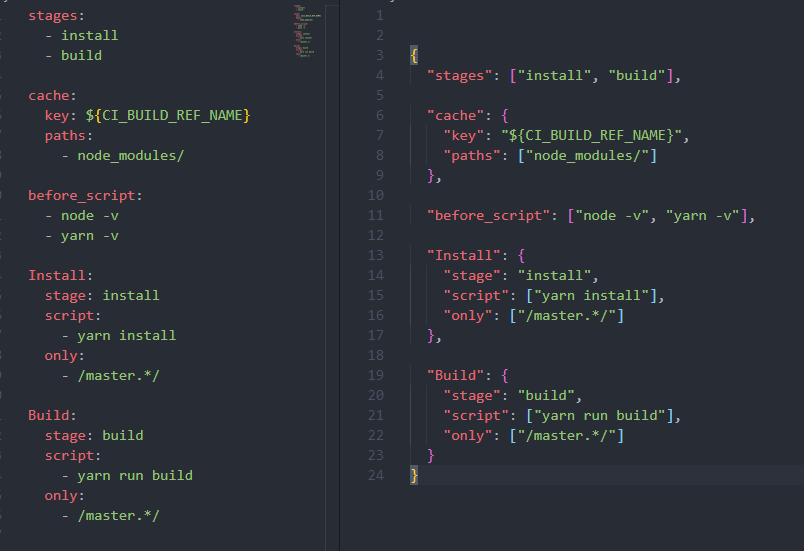 stages:
  - install
  - build

cache:
  key: ${CI_BUILD_REF_NAME}
  paths:
    - node_modules/

before_script:
  - node -v
  - yarn -v

Install:
  stage: install
  script:
    - yarn install
  only:
    - /master.*/

Build:
  stage: build
  script:
    - yarn run build
  only:
    - /master.*/

1
2
3 {
4   "stages": ["install", "build"],
5
6   "cache": {
7     "key": "${CI_BUILD_REF_NAME}",
8     "paths": ["node_modules/"]
9   },
10
11   "before_script": ["node -v", "yarn -v"],
12
13   "Install": {
14     "stage": "install",
15     "script": ["yarn install"],
16     "only": ["/master.*/"]
17   },
18
19   "Build": {
20     "stage": "build",
21     "script": ["yarn run build"],
22     "only": ["/master.*/"]
23   }
24 }